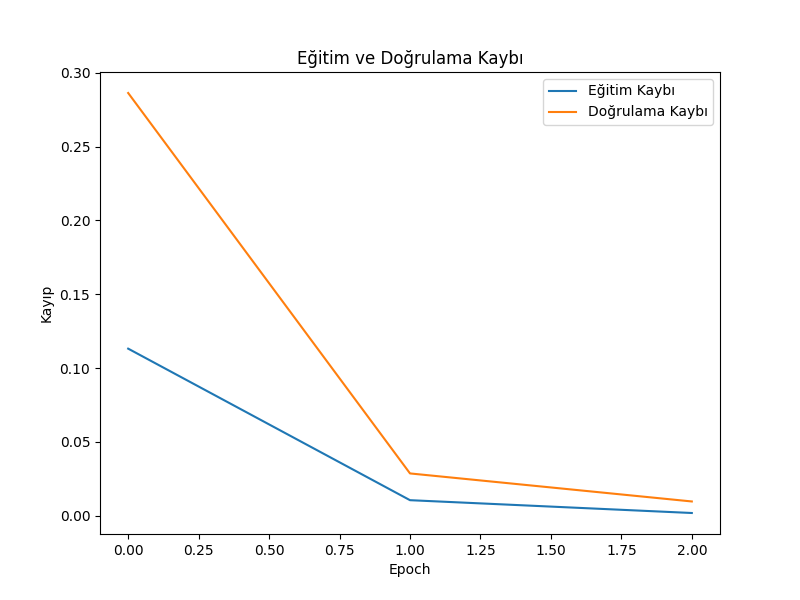 Eğitim ve Doğrulama Kaybı
Eğitim Kaybı
Doğrulama Kaybı
Kayıp
0.30
0.25
0.20
0.15
0.10
0.05
0.00
0.00 0.25 0.50 0.75 1.00 1.25 1.50 1.75 2.00
Epoch